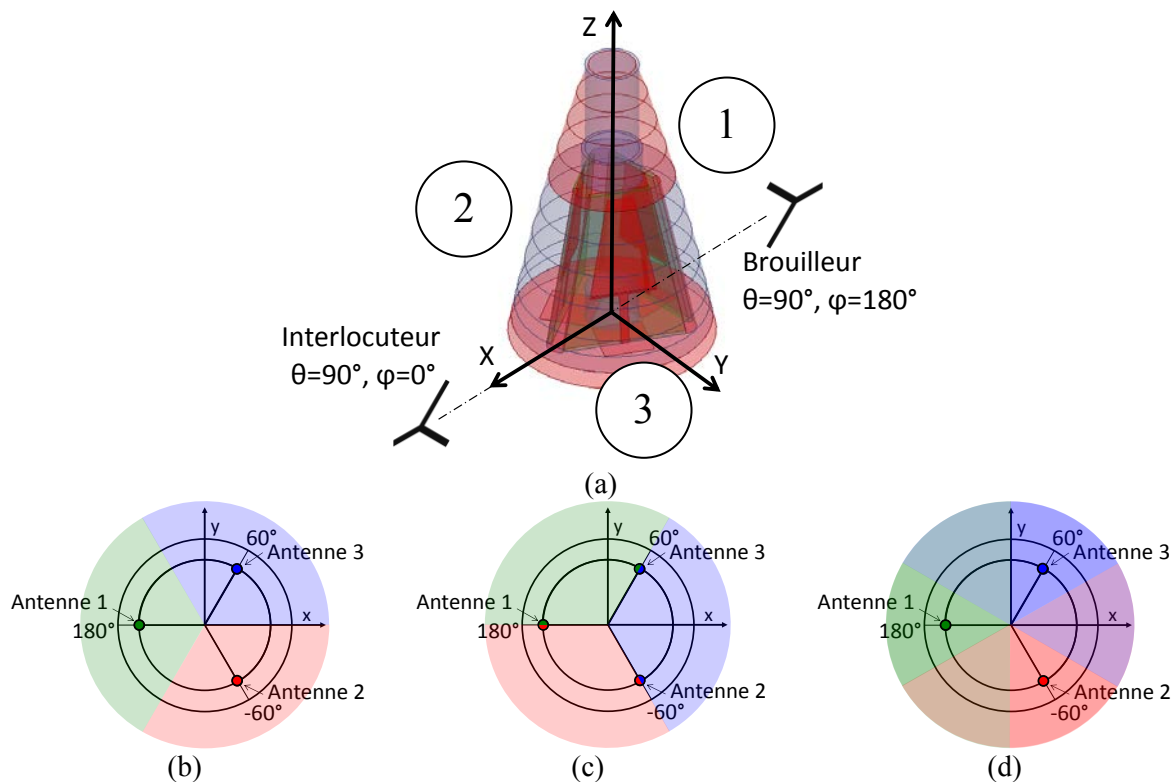 Z
1
2
Brouilleur
θ=90°, φ=180°
Interlocuteur
θ=90°, φ=0°
X
Y
3
(a)
y
60°
Antenne 3
Antenne 1
180°
x
Antenne 2
-60°
(b)
y
60°
Antenne 3
Antenne 1
180°
x
Antenne 2
-60°
(c)
y
60°
Antenne 3
Antenne 1
180°
x
Antenne 2
-60°
(d)